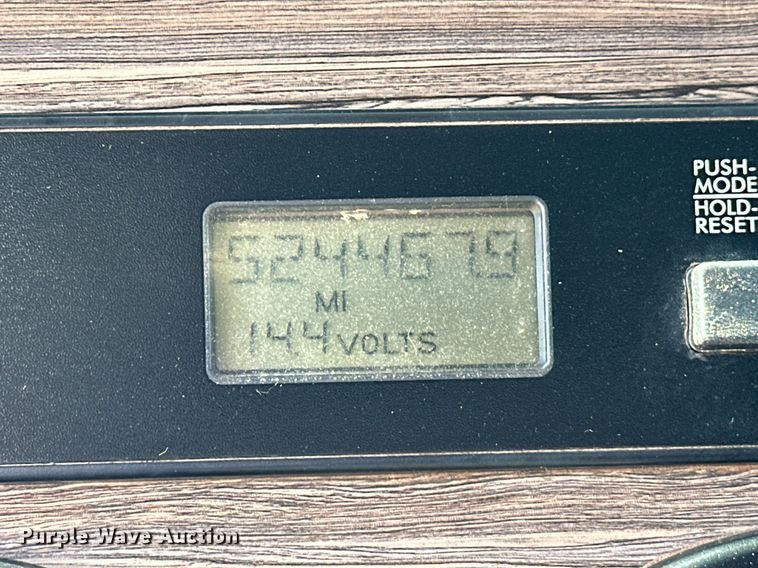 PUSH-
MODE
HOLD-
RESET
524467.9
MI
14.4 VOLTS
Purple Wave Auction